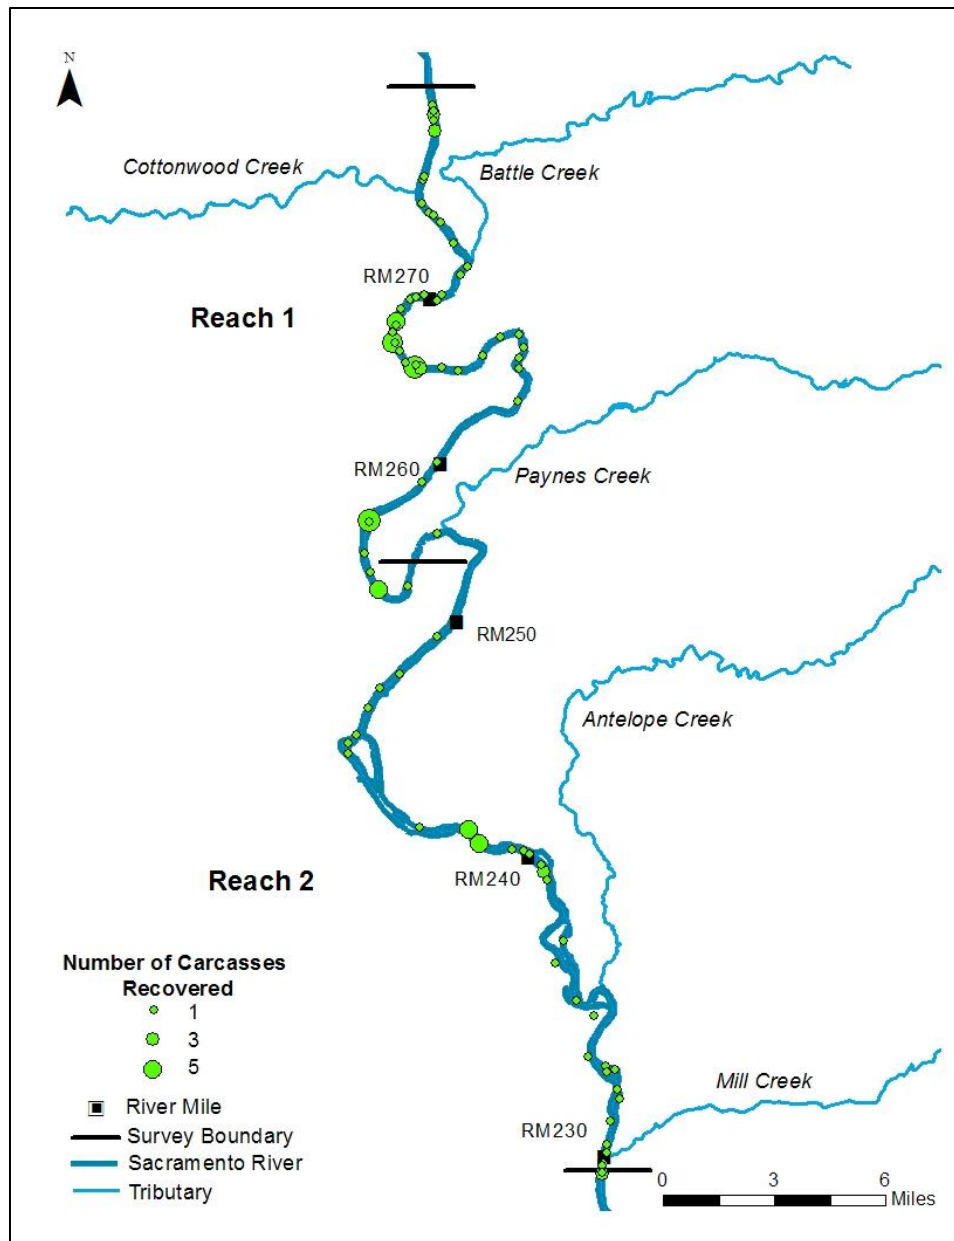 N
Cottonwood Creek
Battle Creek
RM270
Reach 1
RM260
Paynes Creek
RM250
Antelope Creek
RM240
Reach 2
Number of Carcasses
Recovered
1
3
5
River Mile
Survey Boundary
Sacramento River
Tributary
Mill Creek
RM230
0 3 6
Miles